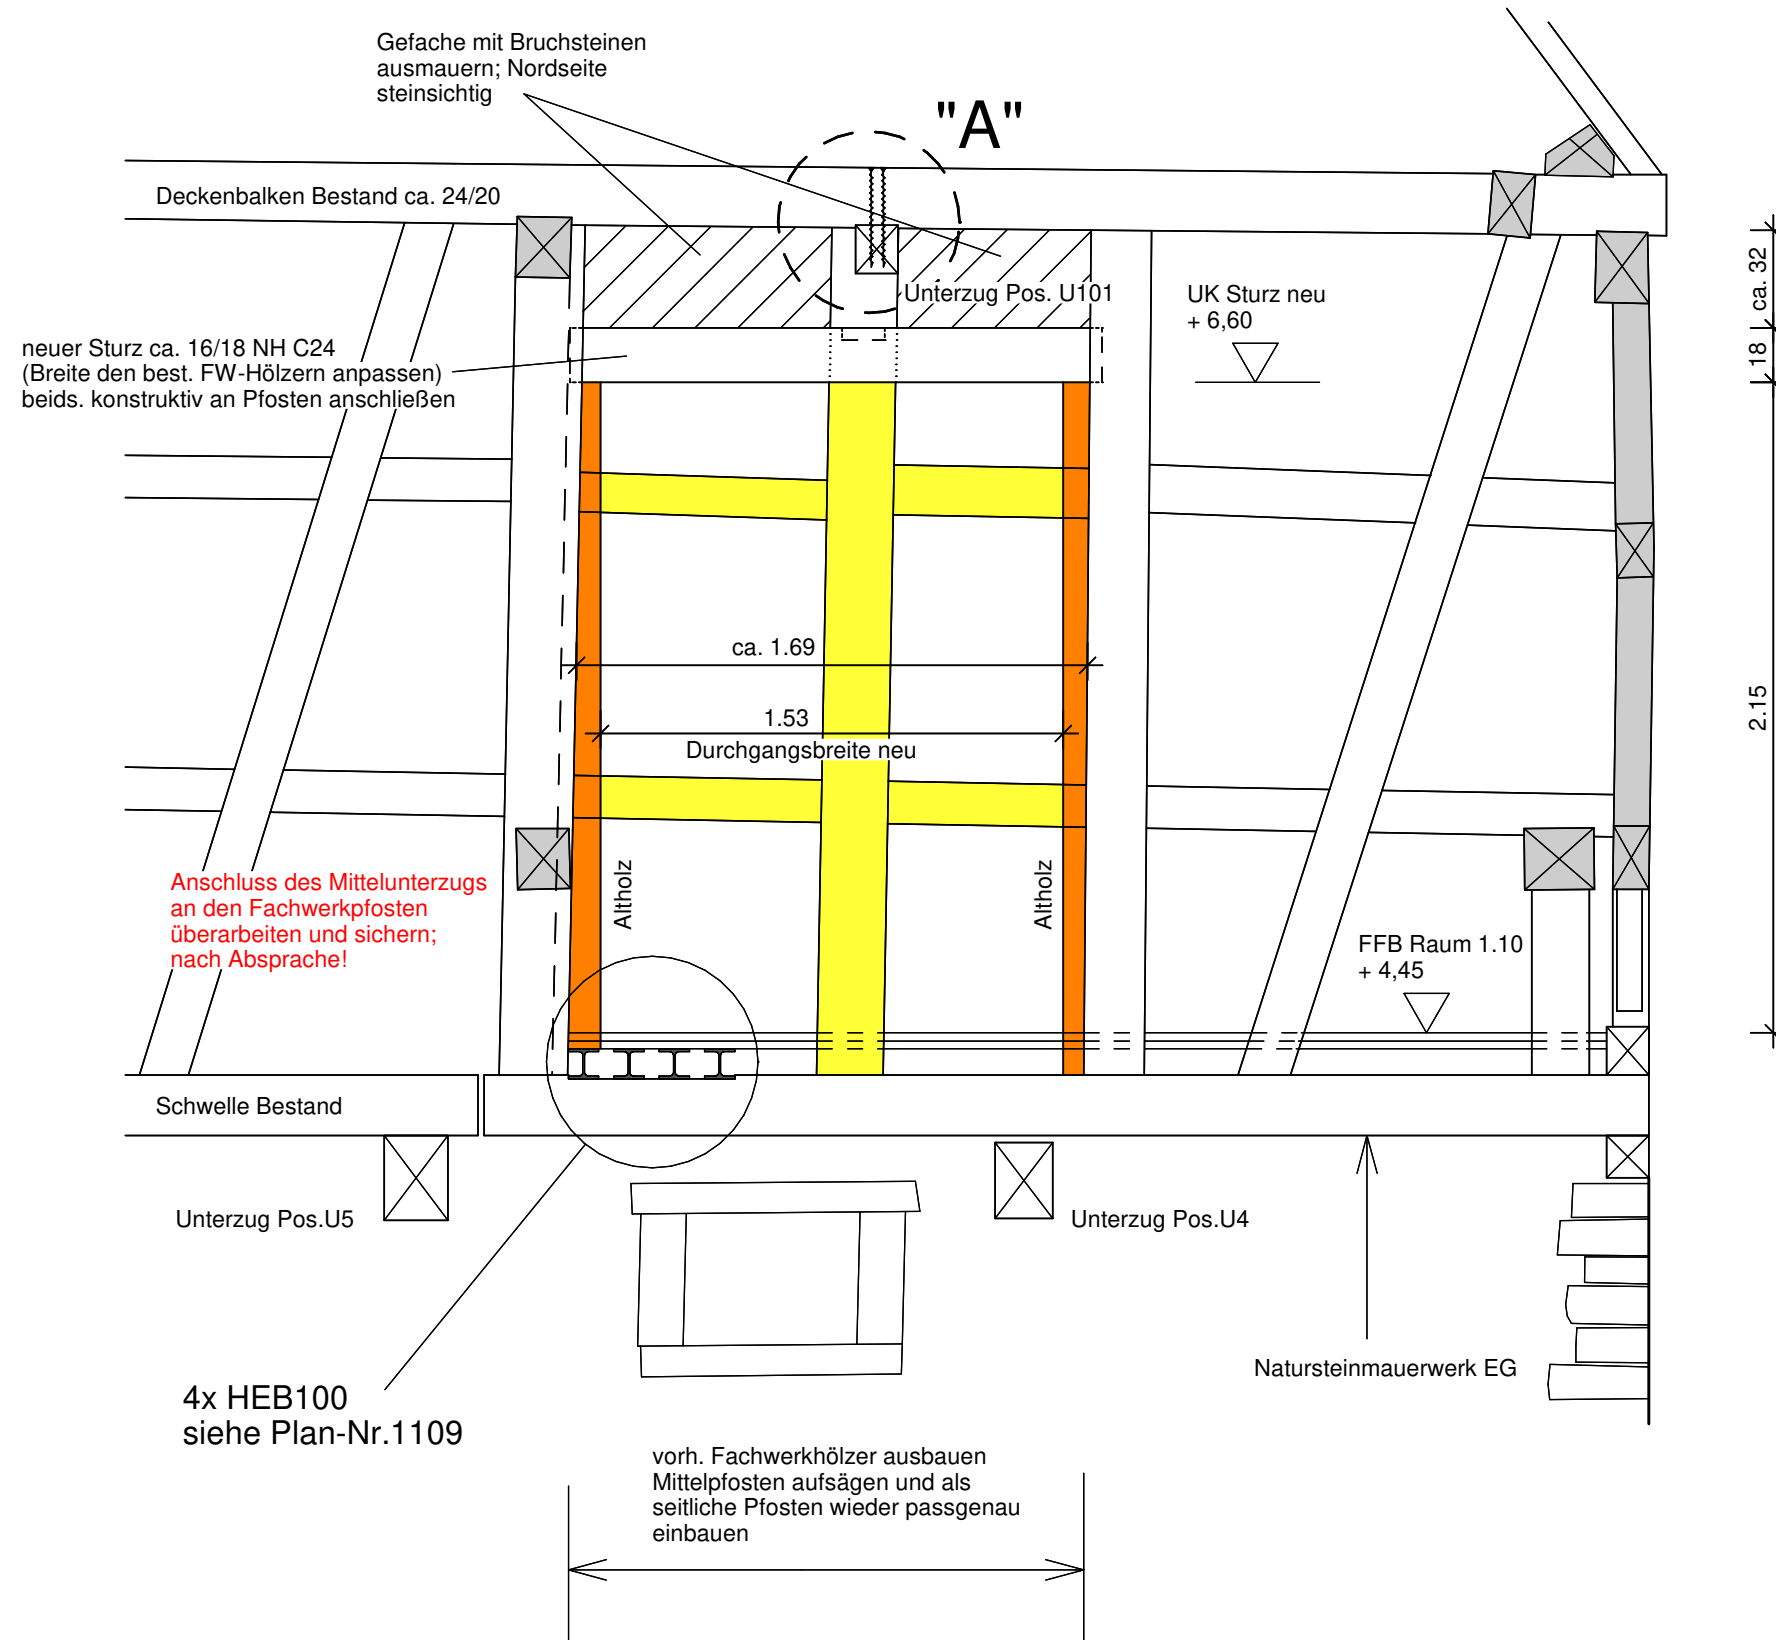 Gefache mit Bruchsteinen
ausmauern; Nordseite
steinsichtig
"A"
Deckenbalken Bestand ca. 24/20
Unterzug Pos. U101
UK Sturz neu
+ 6,60
ca. 32
18
2.15
neuer Sturz ca. 16/18 NH C24
(Breite den best. FW-Hölzern anpassen)
beids. konstruktiv an Pfosten anschließen
ca. 1.69
1.53
Durchgangsbreite neu
Altholz
Altholz
Anschluss des Mittelunterzugs
an den Fachwerkpfosten
überarbeiten und sichern;
nach Absprache!
FFB Raum 1.10
+ 4,45
Schwelle Bestand
Unterzug Pos.U5
Unterzug Pos.U4
Natursteinmauerwerk EG
4x HEB100
siehe Plan-Nr.1109
vorh. Fachwerkhölzer ausbauen
Mittelpfosten aufsägen und als
seitliche Pfosten wieder passgenau
einbauen